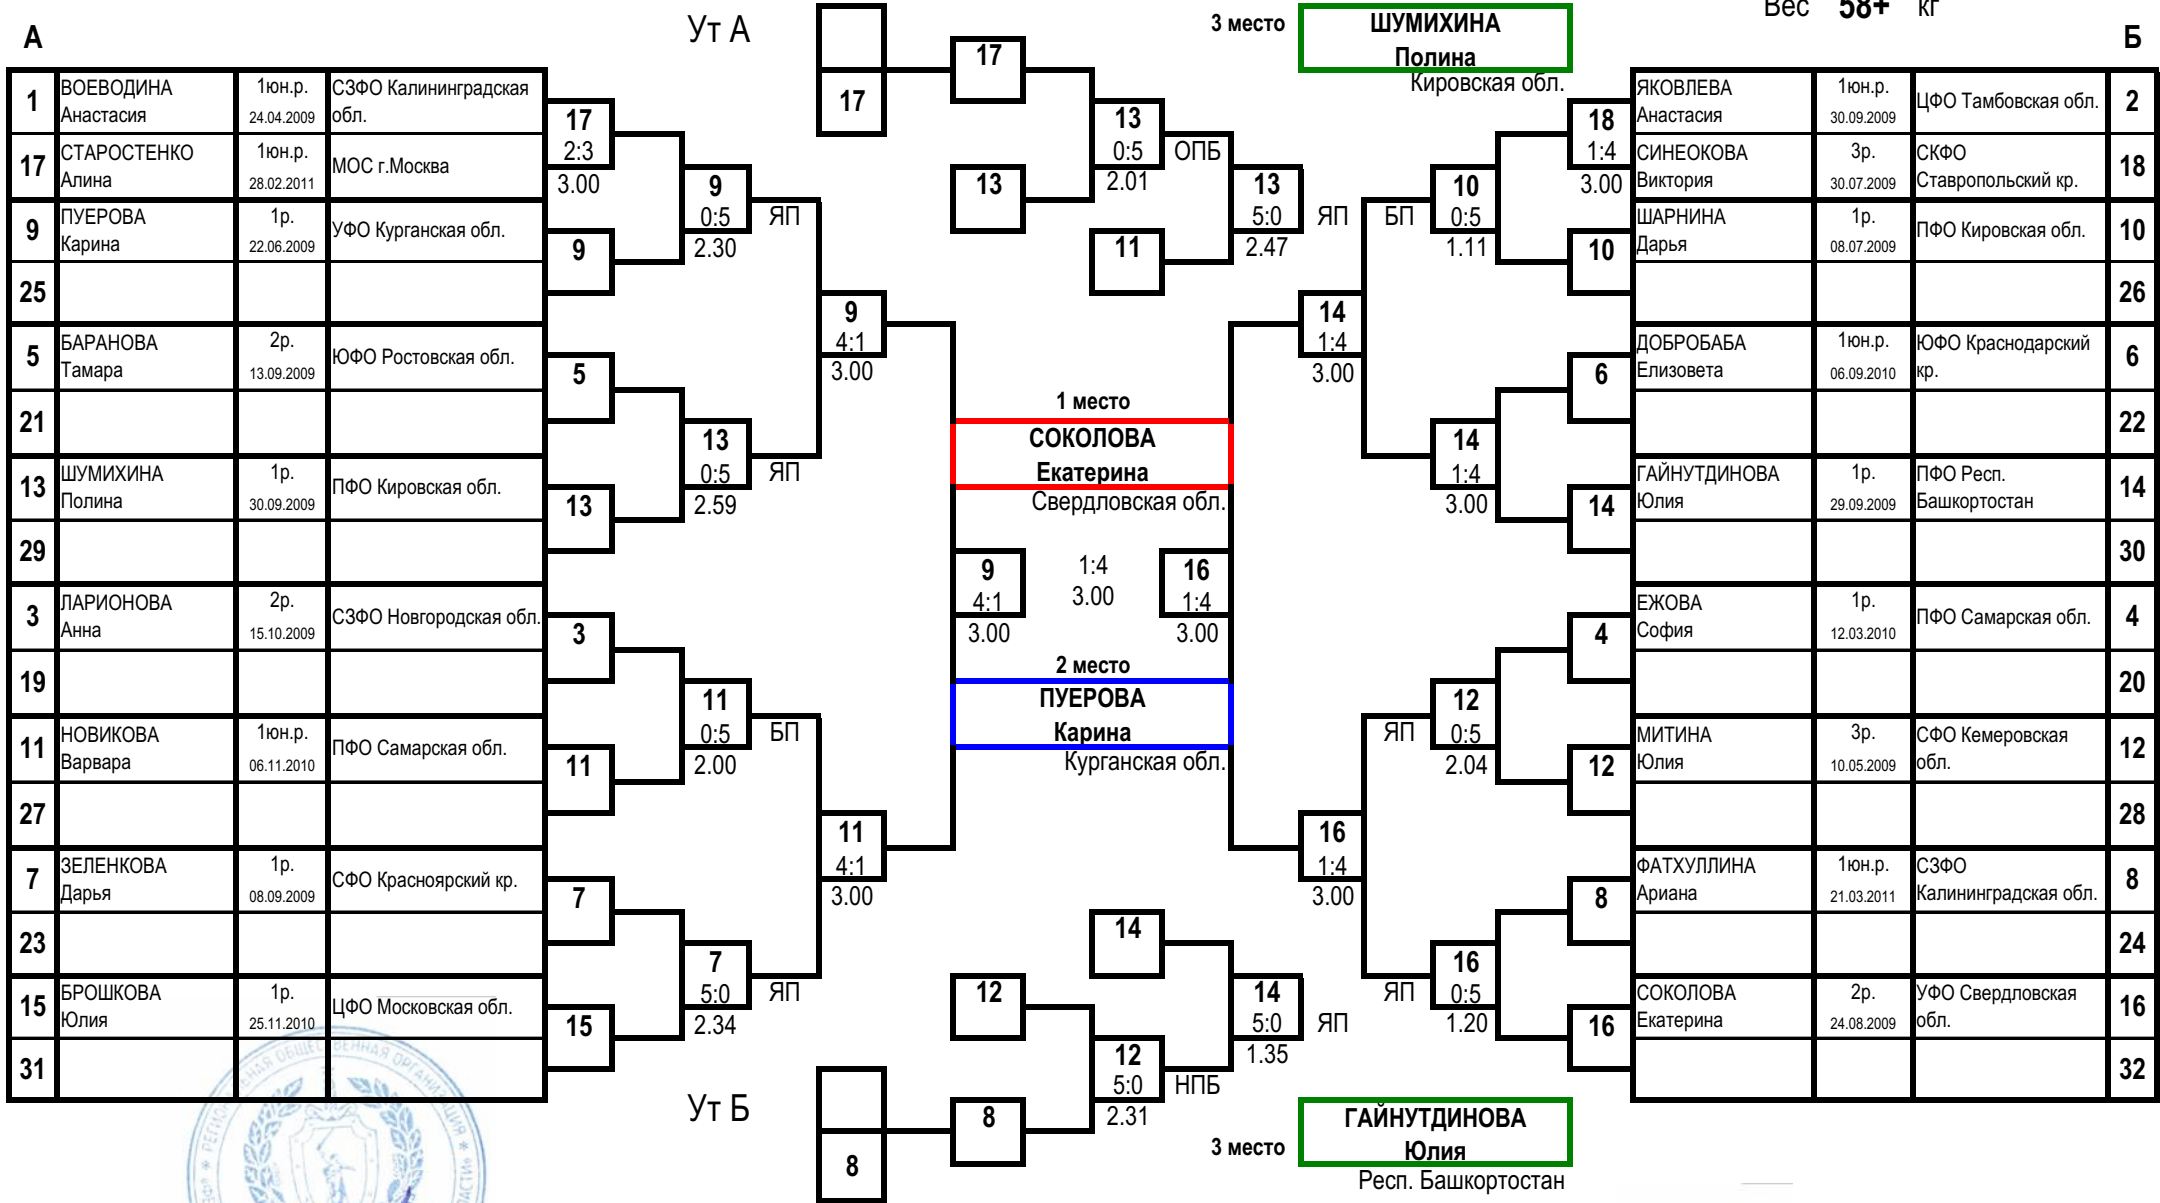 Ут А
3 место
ШУМИХИНА
Полина
Кировская обл.
Вес 58+ кг
А
Б
1 ВОЕВОДИНА Анастасия 1юн.р. 24.04.2009 СЗФО Калининградская обл.
17 СТАРОСТЕНКО Алина 1юн.р. 28.02.2011 МОС г.Москва
9 ПУЕРОВА Карина 1р. 22.06.2009 УФО Курганская обл.
25
5 БАРАНОВА Тамара 2р. 13.09.2009 ЮФО Ростовская обл.
21
13 ШУМИХИНА Полина 1р. 30.09.2009 ПФО Кировская обл.
29
3 ЛАРИОНОВА Анна 2р. 15.10.2009 СЗФО Новгородская обл.
19
11 НОВИКОВА Варвара 1юн.р. 06.11.2010 ПФО Самарская обл.
27
7 ЗЕЛЕНКОВА Дарья 1р. 08.09.2009 СФО Красноярский кр.
23
15 БРОШКОВА Юлия 1р. 25.11.2010 ЦФО Московская обл.
31
17
2:3
3.00
9
5
13
3
11
7
15
9
0:5 ЯП
2.30
13
0:5 ЯП
2.59
11
0:5 БП
2.00
7
5:0 ЯП
2.34
9
4:1
3.00
11
4:1
3.00
17
17
13
13
0:5 ОПБ
2.01
11
13
5:0 ЯП
2.47
1 место
СОКОЛОВА
Екатерина
Свердловская обл.
9
4:1
3.00
1:4
3.00
16
1:4
3.00
2 место
ПУЕРОВА
Карина
Курганская обл.
14
12
14
5:0 ЯП
1.35
12
5:0 НПБ
2.31
8
8
Ут Б
3 место
ГАЙНУТДИНОВА
Юлия
Респ. Башкортостан
14
1:4
3.00
16
1:4
3.00
10
БП 0:5
1.11
14
1:4
3.00
12
ЯП 0:5
2.04
16
ЯП 0:5
1.20
18
1:4
3.00
10
6
14
4
12
8
16
ЯКОВЛЕВА Анастасия 1юн.р. 30.09.2009 ЦФО Тамбовская обл. 2
СИНЕОКОВА Виктория 3р. 30.07.2009 СКФО Ставропольский кр. 18
ШАРНИНА Дарья 1р. 08.07.2009 ПФО Кировская обл. 10
26
ДОБРОБАБА Елизовета 1юн.р. 06.09.2010 ЮФО Краснодарский кр. 6
22
ГАЙНУТДИНОВА Юлия 1р. 29.09.2009 ПФО Респ. Башкортостан 14
30
ЕЖОВА София 1р. 12.03.2010 ПФО Самарская обл. 4
20
МИТИНА Юлия 3р. 10.05.2009 СФО Кемеровская обл. 12
28
ФАТХУЛЛИНА Ариана 1юн.р. 21.03.2011 СЗФО Калининградская обл. 8
24
СОКОЛОВА Екатерина 2р. 24.08.2009 УФО Свердловская обл. 16
32